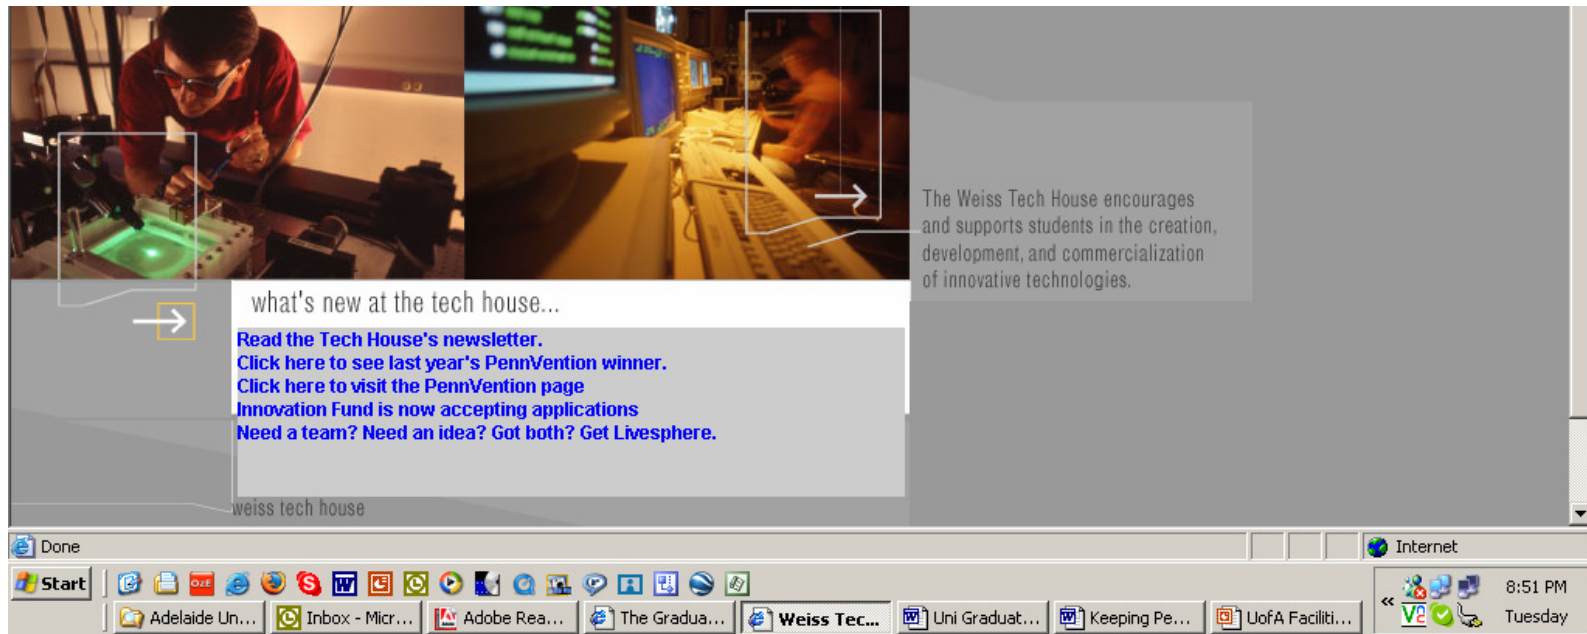 The Weiss Tech House encourages
and supports students in the creation,
development, and commercialization
of innovative technologies.
what's new at the tech house...
Read the Tech House's newsletter.
Click here to see last year's PennVention winner.
Click here to visit the PennVention page
Innovation Fund is now accepting applications
Need a team? Need an idea? Got both? Get Livesphere.
weiss tech house
Done
Internet
Start
8:51 PM
Adelaide Un...
Inbox - Micr...
Adobe Rea...
The Gradua...
Weiss Tec...
Uni Graduat...
Keeping Pe...
UofA Faciliti...
Tuesday